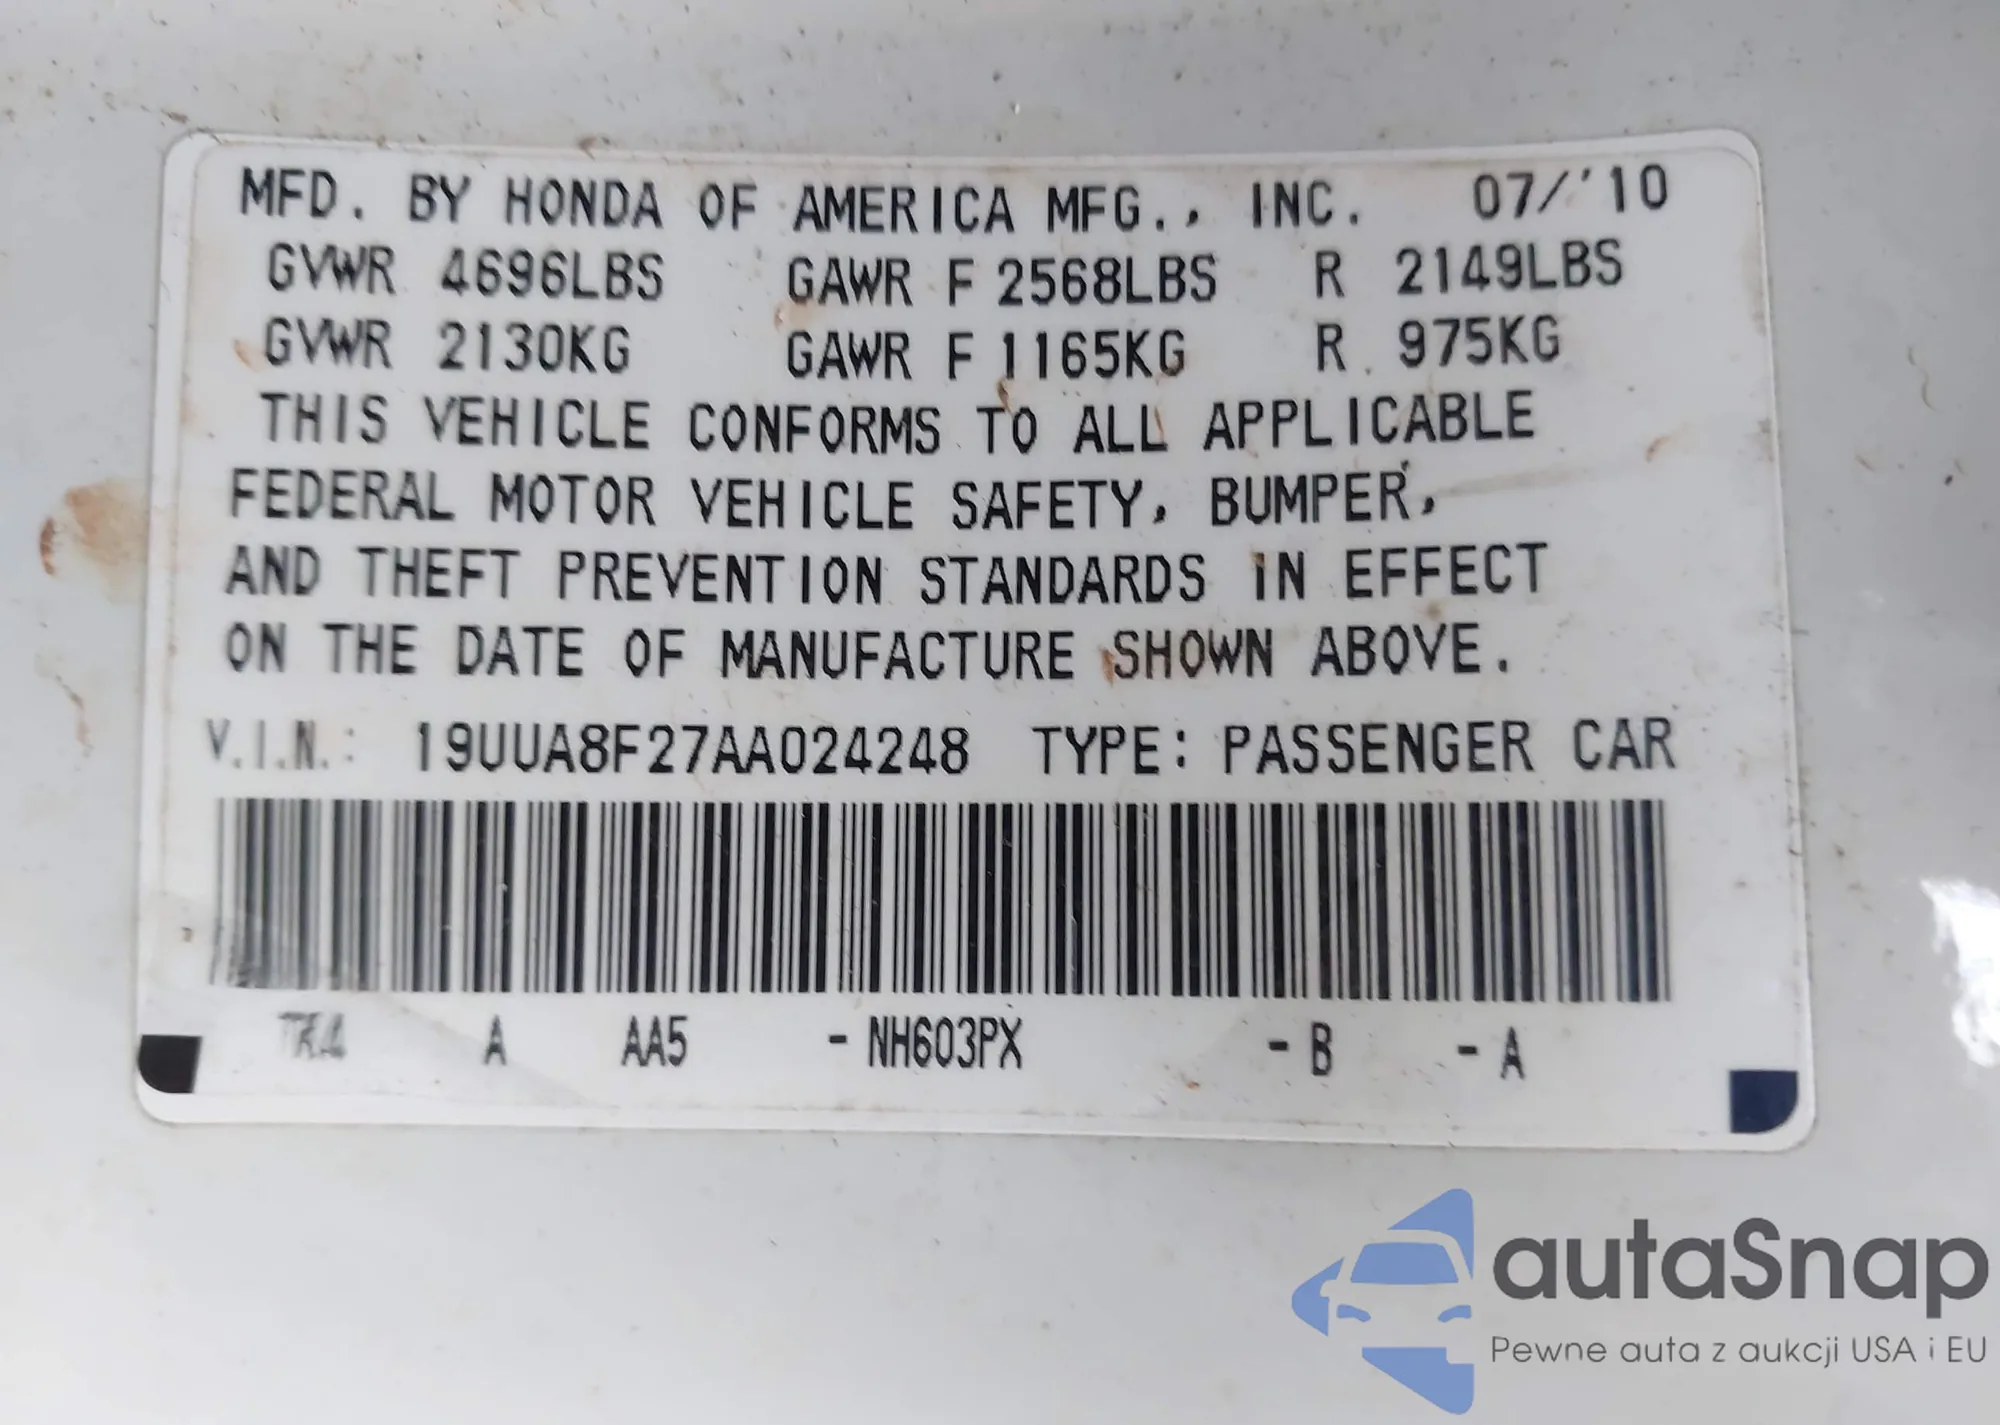 MFD. BY HONDA OF AMERICA MFG., INC. 07/'10
GVWR 4696LBS GAWR F 2568LBS R 2149LBS
GVWR 2130KG GAWR F 1165KG R 975KG
THIS VEHICLE CONFORMS TO ALL APPLICABLE
FEDERAL MOTOR VEHICLE SAFETY, BUMPER,
AND THEFT PREVENTION STANDARDS IN EFFECT
ON THE DATE OF MANUFACTURE SHOWN ABOVE.
V.I.N.: 19UUA8F27AA024248 TYPE: PASSENGER CAR
A AA5 - NH603PX - B - A
autaSnap
Pewne auta z aukcji USA i EU